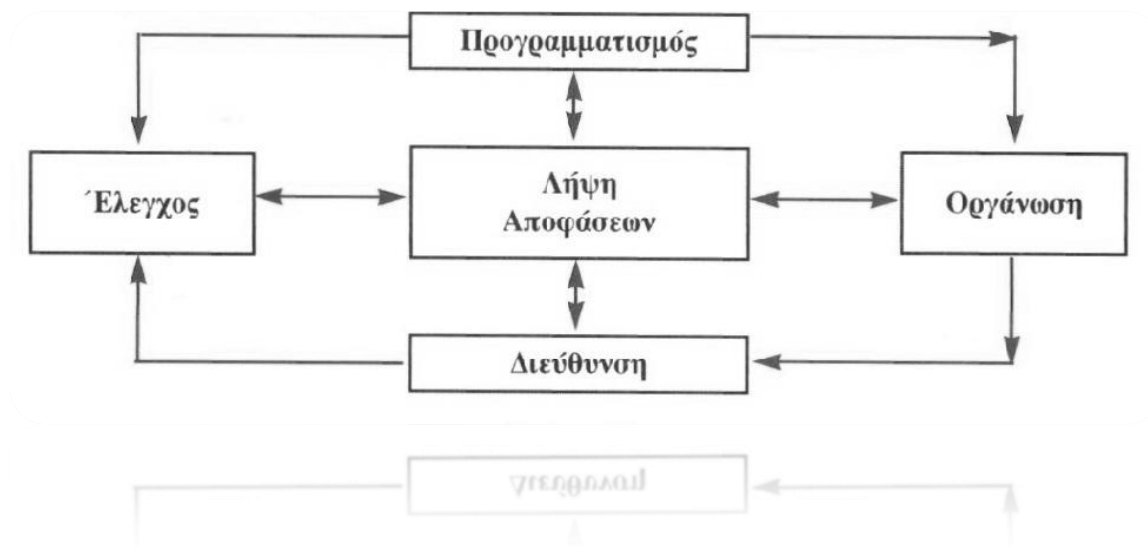 Προγραμματισμός
Έλεγχος
Λήψη
Αποφάσεων
Οργάνωση
Διεύθυνση